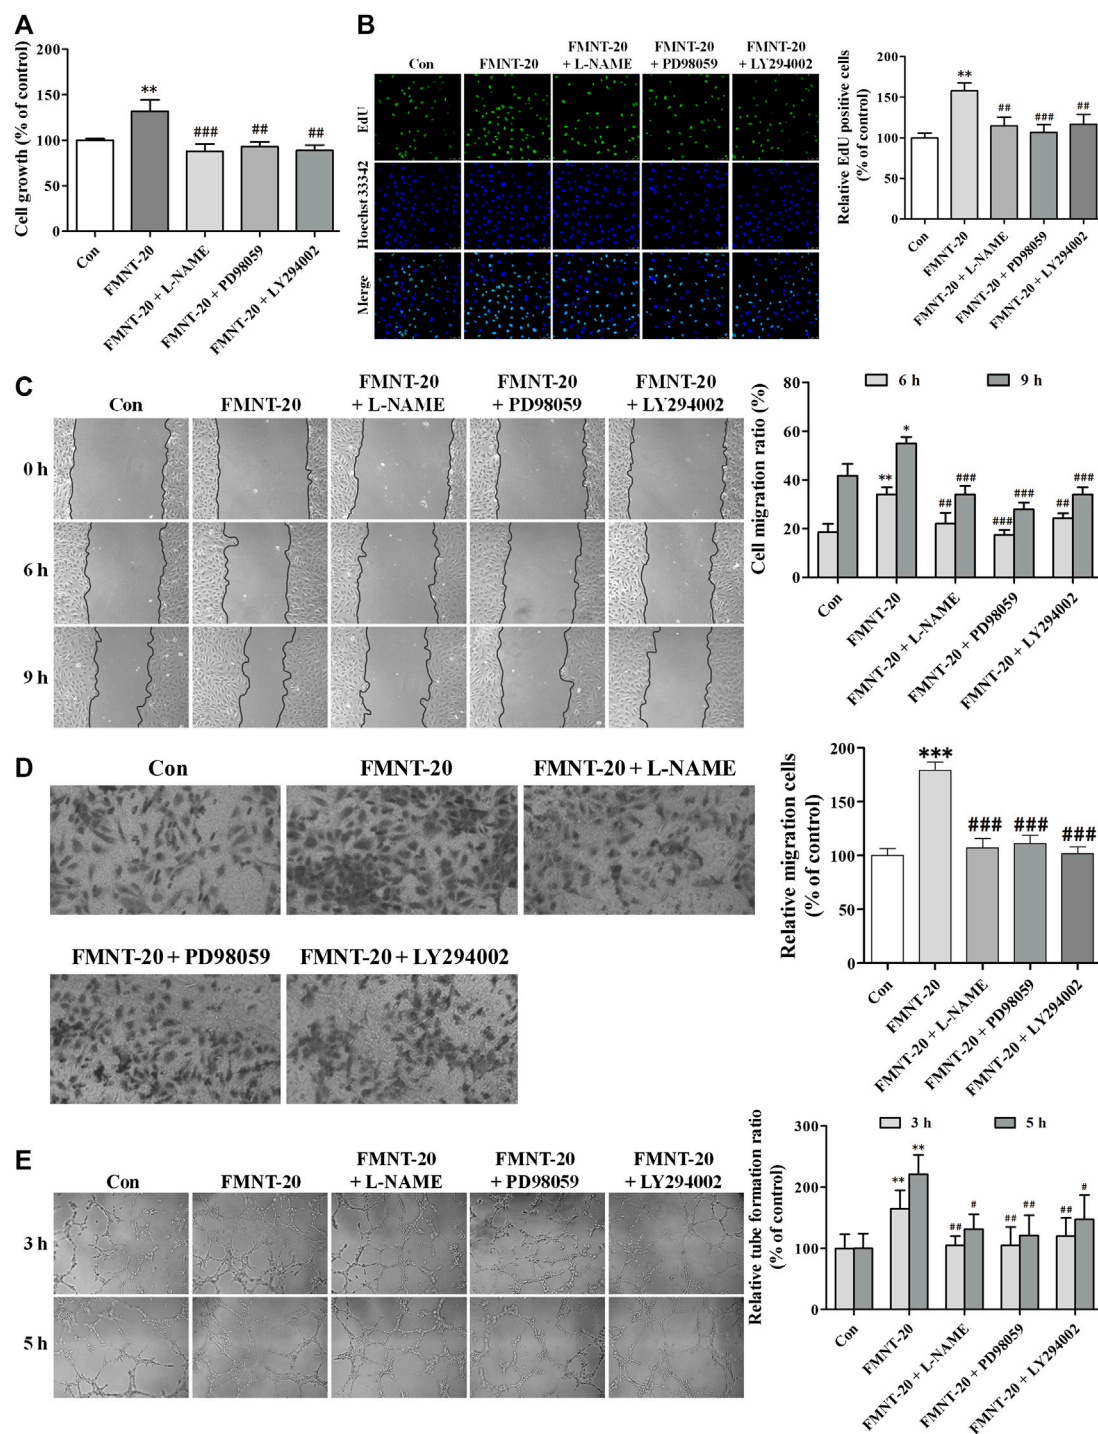 A
Cell growth (% of control)
200
150
100
50
0
**
###
##
##
Con
FMNT-20
FMNT-20 + L-NAME
FMNT-20 + PD98059
FMNT-20 + LY294002
B
Con
FMNT-20
FMNT-20
+ L-NAME
FMNT-20
+ PD98059
FMNT-20
+ LY294002
EdU
Hoechst 33342
Merge
Relative EdU positive cells
(% of control)
200
150
100
50
0
**
##
###
##
Con
FMNT-20
FMNT-20 + L-NAME
FMNT-20 + PD98059
FMNT-20 + LY294002
C
Con
FMNT-20
FMNT-20
+ L-NAME
FMNT-20
+ PD98059
FMNT-20
+ LY294002
0 h
6 h
9 h
Cell migration ratio (%)
80
60
40
20
0
6 h
9 h
**
*
##
###
###
###
##
###
Con
FMNT-20
FMNT-20 + L-NAME
FMNT-20 + PD98059
FMNT-20 + LY294002
D
Con
FMNT-20
FMNT-20 + L-NAME
FMNT-20 + PD98059
FMNT-20 + LY294002
Relative migration cells
(% of control)
200
150
100
50
0
***
###
###
###
Con
FMNT-20
FMNT-20 + L-NAME
FMNT-20 + PD98059
FMNT-20 + LY294002
E
Con
FMNT-20
FMNT-20
+ L-NAME
FMNT-20
+ PD98059
FMNT-20
+ LY294002
3 h
5 h
Relative tube formation ratio
(% of control)
300
200
100
0
3 h
5 h
**
**
##
#
##
##
##
#
Con
FMNT-20
FMNT-20 + L-NAME
FMNT-20 + PD98059
FMNT-20 + LY294002